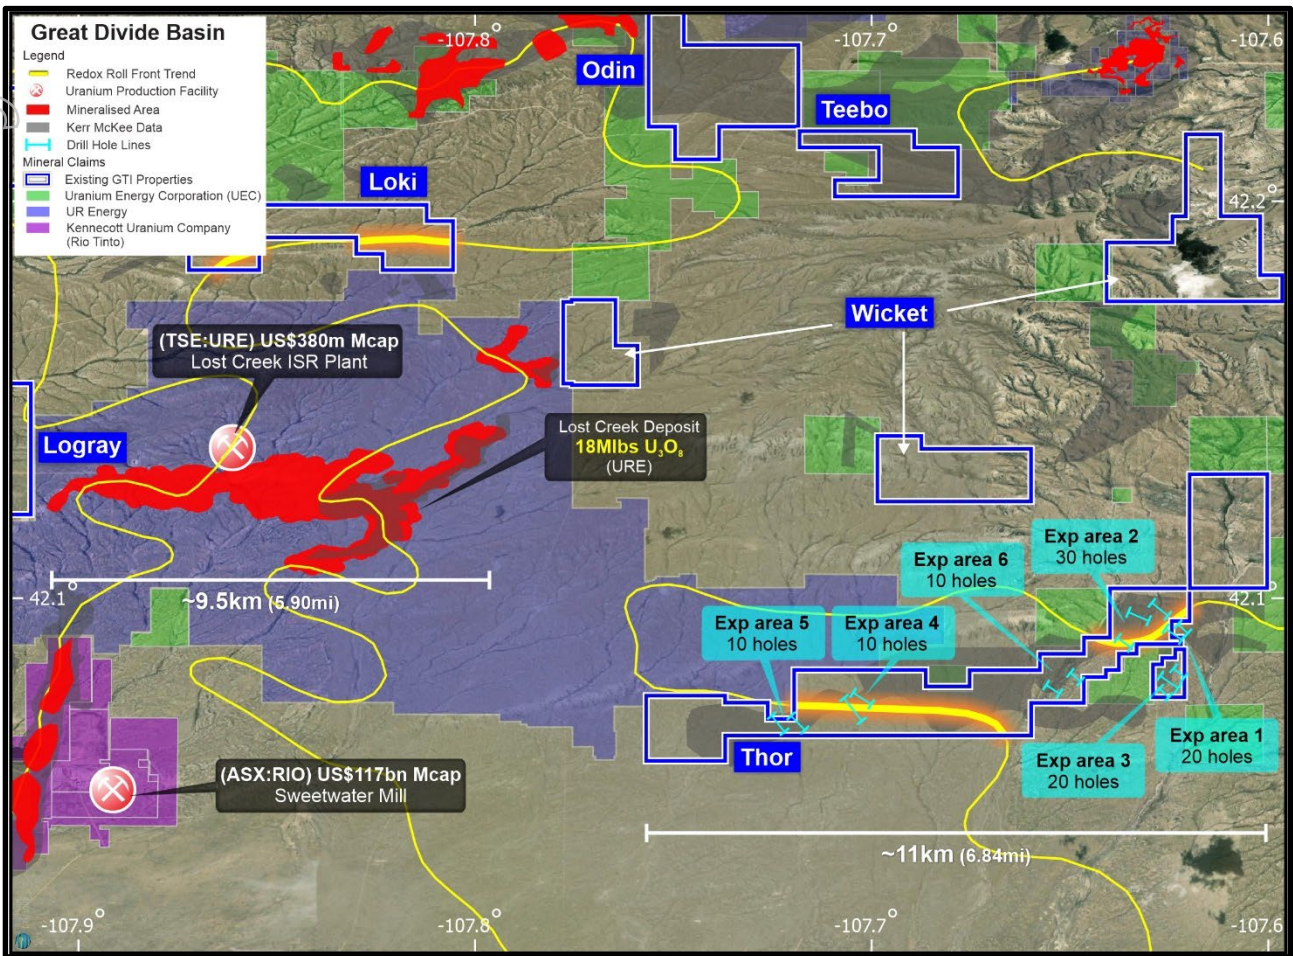 Great Divide Basin
Legend
Redox Roll Front Trend
Uranium Production Facility
Mineralised Area
Kerr McKee Data
Drill Hole Lines
Mineral Claims
Existing GTI Properties
Uranium Energy Corporation (UEC)
UR Energy
Kennecott Uranium Company
(Rio Tinto)
-107.8°
-107.7°
-107.6°
Odin
Teebo
Loki
42.2°
Wicket
(TSE:URE) US$380m Mcap
Lost Creek ISR Plant
Logray
Lost Creek Deposit
18Mlbs U₃O₈
(URE)
Exp area 2
30 holes
Exp area 6
10 holes
42.1°
~9.5km (5.90mi)
42.1°
Exp area 5
10 holes
Exp area 4
10 holes
Thor
Exp area 1
20 holes
Exp area 3
20 holes
(ASX:RIO) US$117bn Mcap
Sweetwater Mill
~11km (6.84mi)
-107.9°
-107.8°
-107.7°
-107.6°